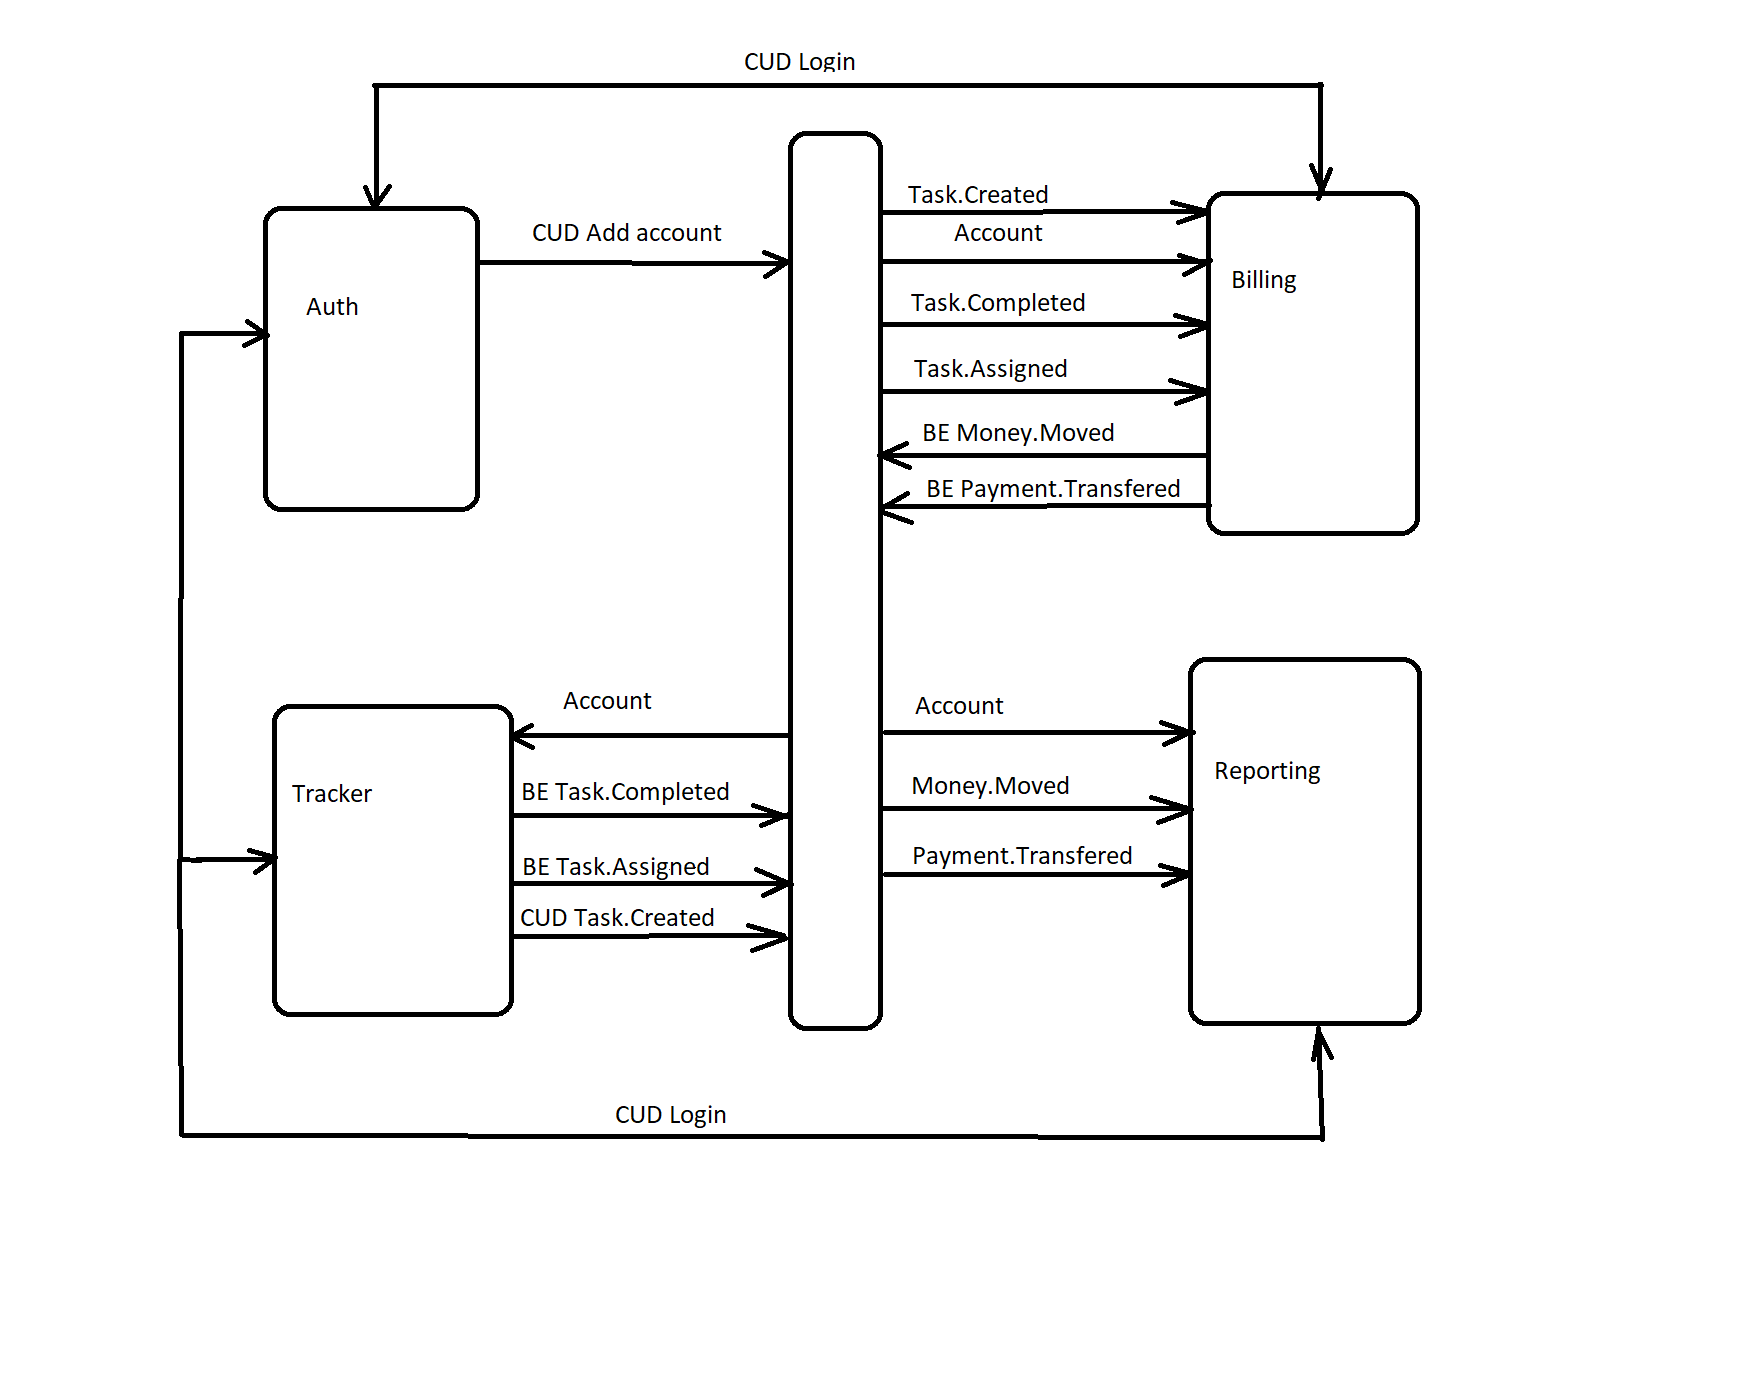 CUD Login
Task.Created
CUD Add account
Account
Billing
Auth
Task.Completed
Task.Assigned
BE Money.Moved
BE Payment.Transfered
Account
Account
Reporting
Tracker
BE Task.Completed
Money.Moved
BE Task.Assigned
Payment.Transfered
CUD Task.Created
CUD Login